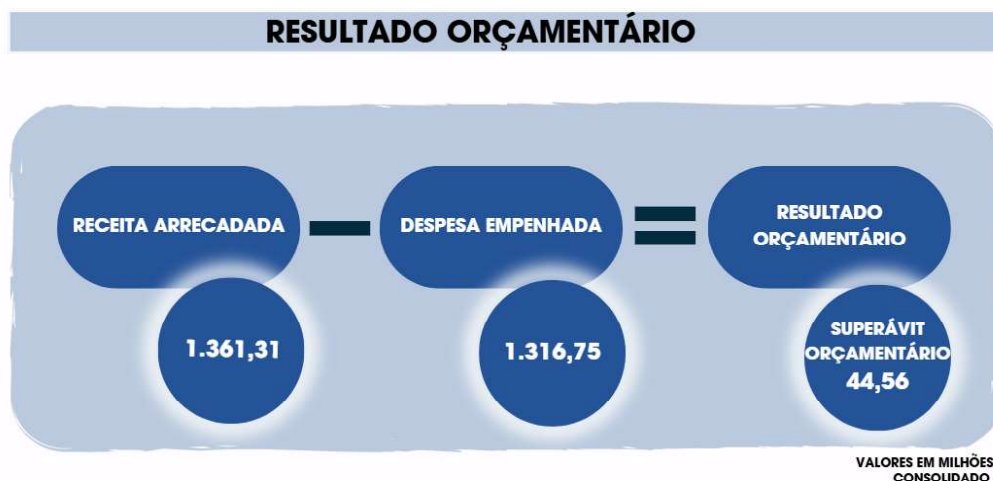 RESULTADO ORÇAMENTÁRIO
RECEITA ARRECADADA
DESPESA EMPENHADA
RESULTADO
ORÇAMENTÁRIO
1.361,31
1.316,75
SUPERÁVIT
ORÇAMENTÁRIO
44,56
VALORES EM MILHÕES
CONSOLIDADO